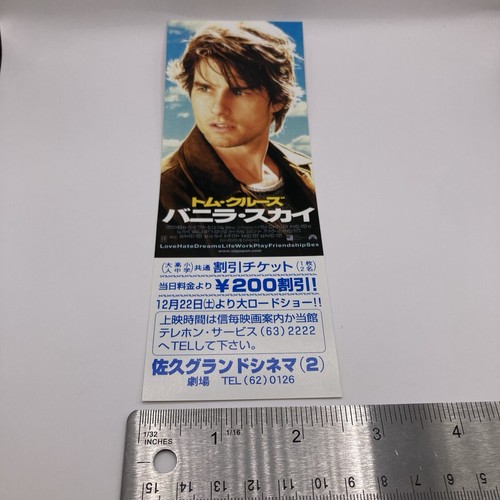 トム・クルーズ
バニラ・スカイ
LoveHateDreamsLifeWorkPlayFriendshipSex
(大高小 人中学)共通 割引チケット(1枚 2名)
当日料金より ¥200割引!!
12月22日(土)より大ロードショー!!
上映時間は信毎映画案内か当館
テレホン・サービス(63)2222
へTELして下さい。
佐久グランドシネマ(2)
劇場 TEL(62)0126
1/32
INCHES
1
1/16
2
3
4
15
14
13
12
11
10
9
8
7
6
5